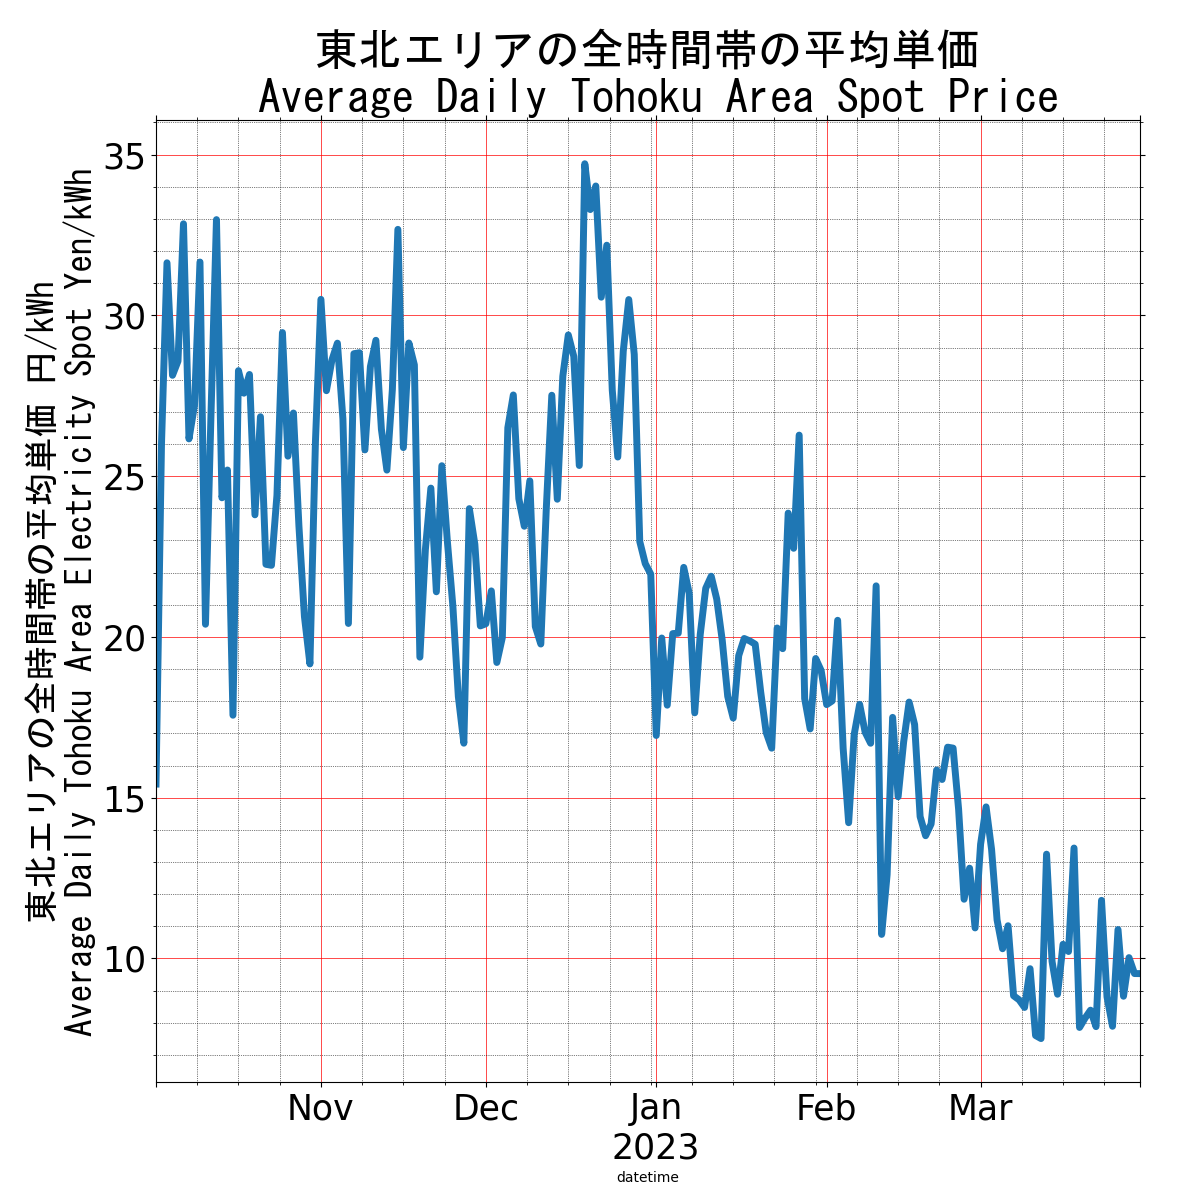 東北エリアの全時間帯の平均単価
Average Daily Tohoku Area Spot Price
東北エリアの全時間帯の平均単価 円/kWh
Average Daily Tohoku Area Electricity Spot Yen/kWh
35
30
25
20
15
10
Nov
Dec
Jan
Feb
Mar
2023
datetime